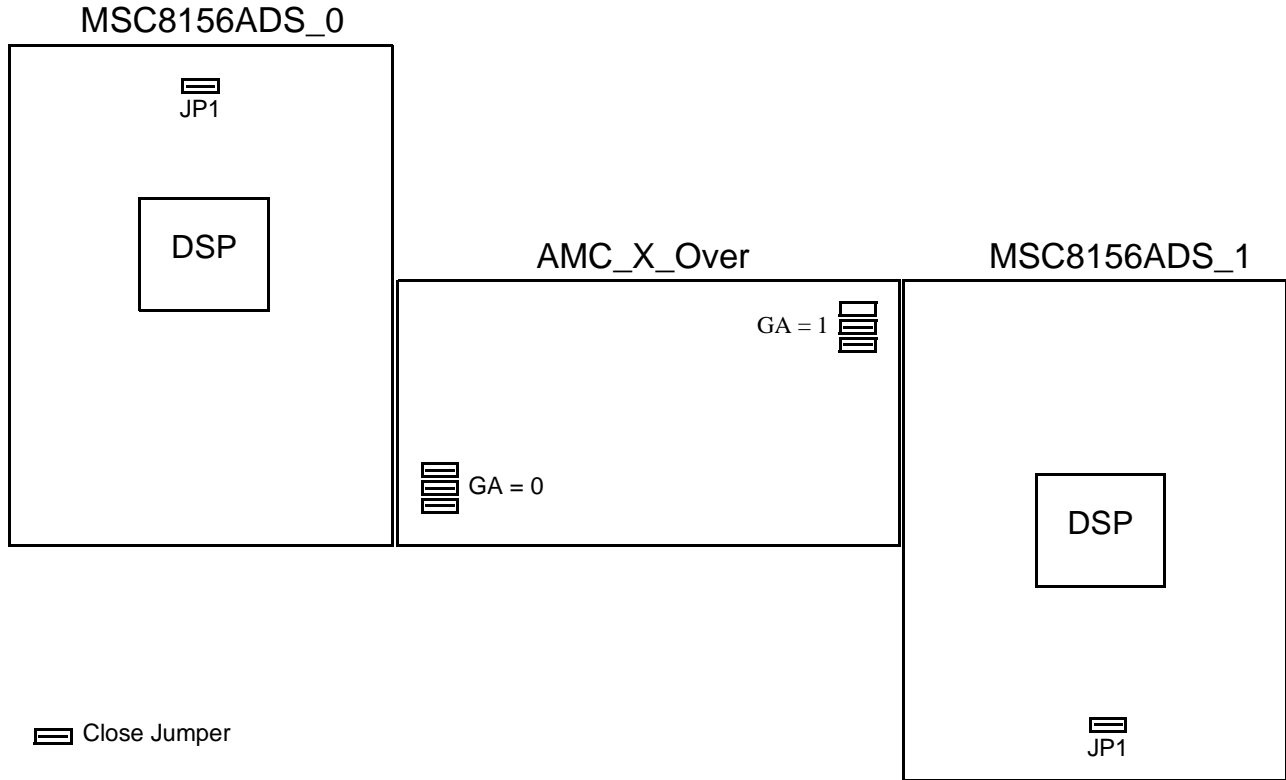 MSC8156ADS_0
JP1
DSP
AMC_X_Over
MSC8156ADS_1
GA = 1
GA = 0
DSP
Close Jumper
JP1